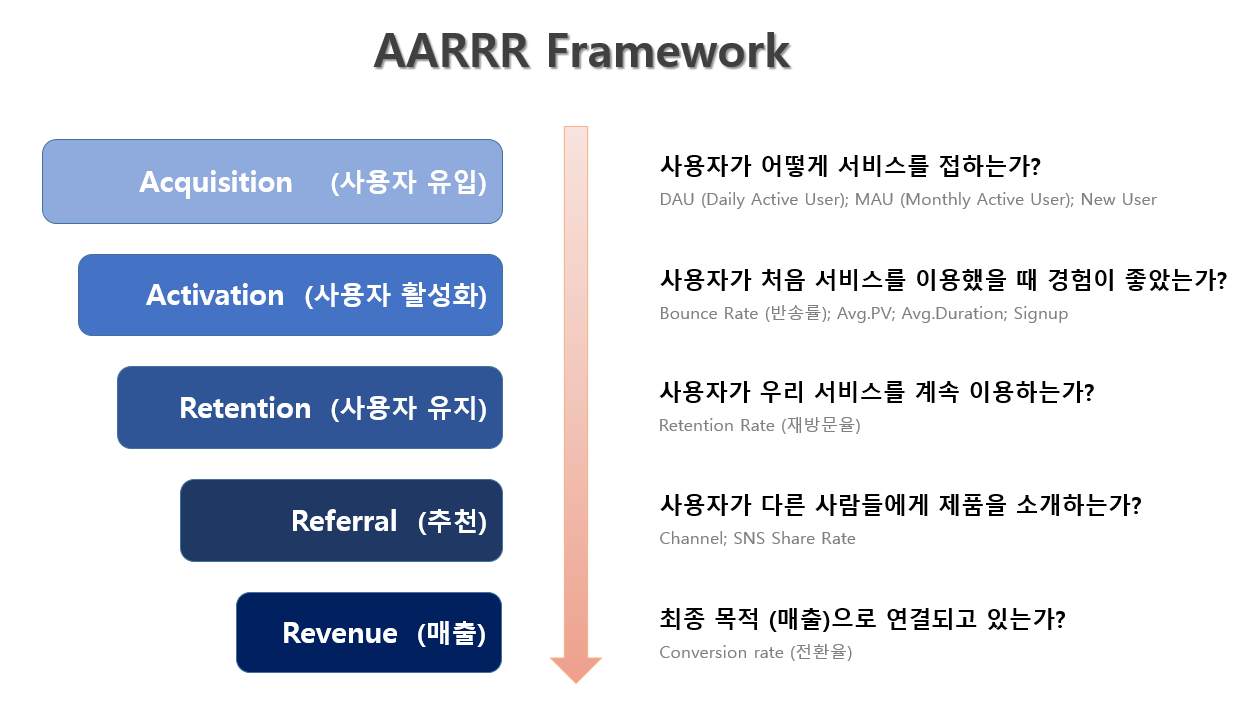 AARRR Framework
Acquisition (사용자 유입)
사용자가 어떻게 서비스를 접하는가?
DAU (Daily Active User); MAU (Monthly Active User); New User
Activation (사용자 활성화)
사용자가 처음 서비스를 이용했을 때 경험이 좋았는가?
Bounce Rate (반송률); Avg.PV; Avg.Duration; Signup
Retention (사용자 유지)
사용자가 우리 서비스를 계속 이용하는가?
Retention Rate (재방문율)
Referral (추천)
사용자가 다른 사람들에게 제품을 소개하는가?
Channel; SNS Share Rate
Revenue (매출)
최종 목적 (매출)으로 연결되고 있는가?
Conversion rate (전환율)